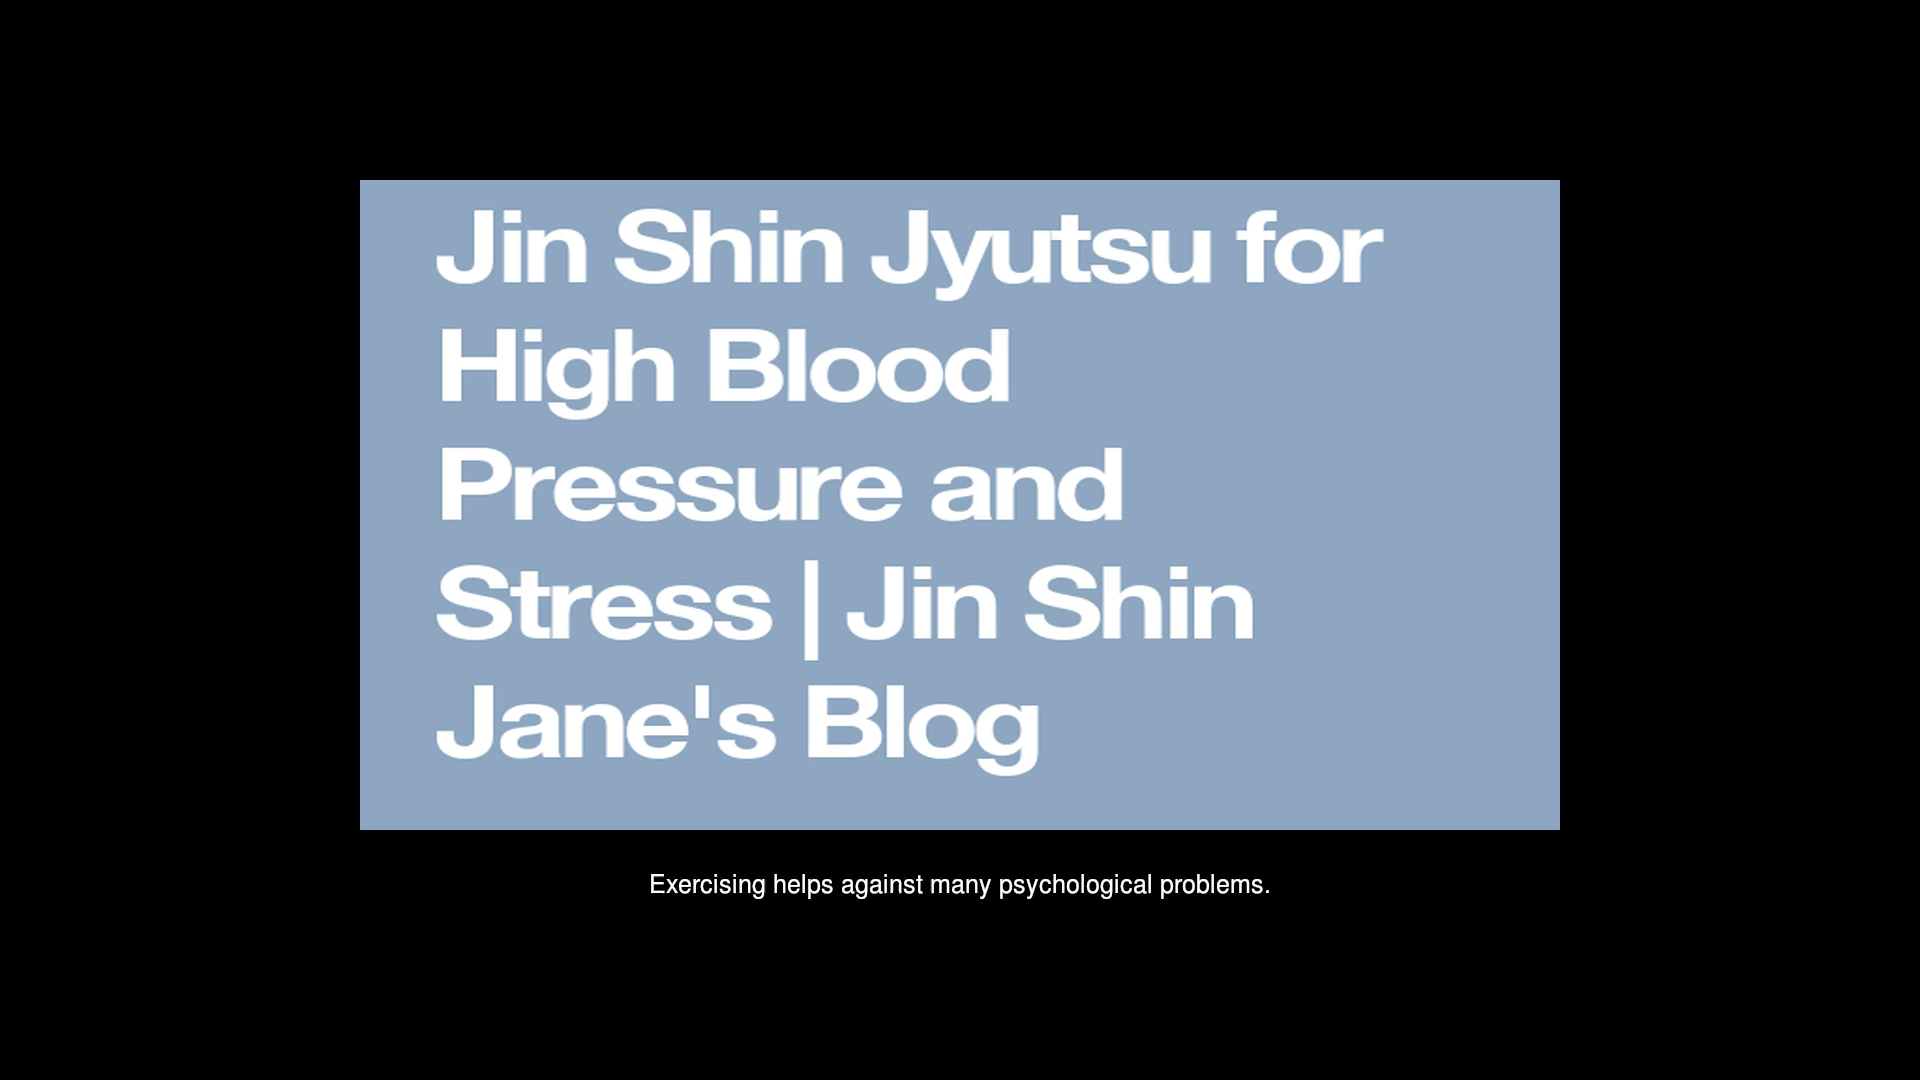 Jin Shin Jyutsu for
High Blood
Pressure and
Stress | Jin Shin
Jane's Blog
Exercising helps against many psychological problems.